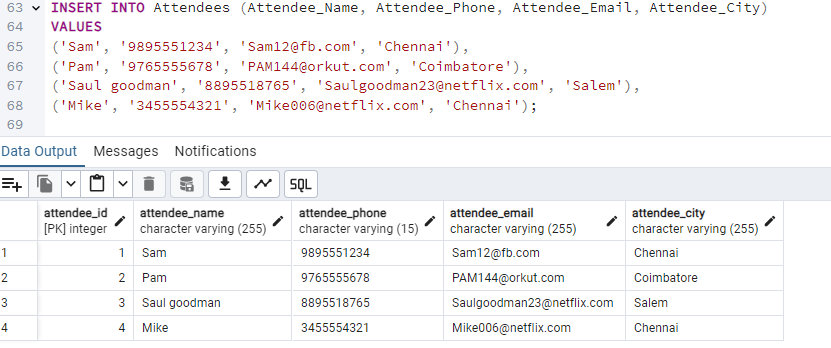 63 INSERT INTO Attendees (Attendee_Name, Attendee_Phone, Attendee_Email, Attendee_City)
64 VALUES
65 ('Sam', '9895551234', 'Sam12@fb.com', 'Chennai'),
66 ('Pam', '9765555678', 'PAM144@orkut.com', 'Coimbatore'),
67 ('Saul goodman', '8895518765', 'Saulgoodman23@netflix.com', 'Salem'),
68 ('Mike', '3455554321', 'Mike006@netflix.com', 'Chennai');
69
Data Output Messages Notifications
SQL
attendee_id attendee_name attendee_phone attendee_email attendee_city
[PK] integer character varying (255) character varying (15) character varying (255) character varying (255)
1 1 Sam 9895551234 Sam12@fb.com Chennai
2 2 Pam 9765555678 PAM144@orkut.com Coimbatore
3 3 Saul goodman 8895518765 Saulgoodman23@netflix.com Salem
4 4 Mike 3455554321 Mike006@netflix.com Chennai